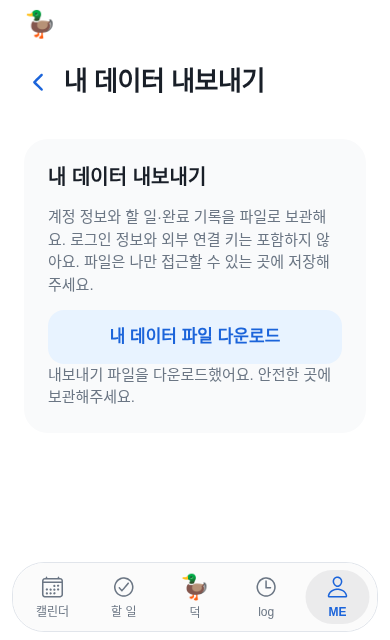 내 데이터 내보내기
내 데이터 내보내기
계정 정보와 할 일·완료 기록을 파일로 보관해
요. 로그인 정보와 외부 연결 키는 포함하지 않
아요. 파일은 나만 접근할 수 있는 곳에 저장해
주세요.
내 데이터 파일 다운로드
내보내기 파일을 다운로드했어요. 안전한 곳에
보관해주세요.
캘린더 할 일 덕 log ME